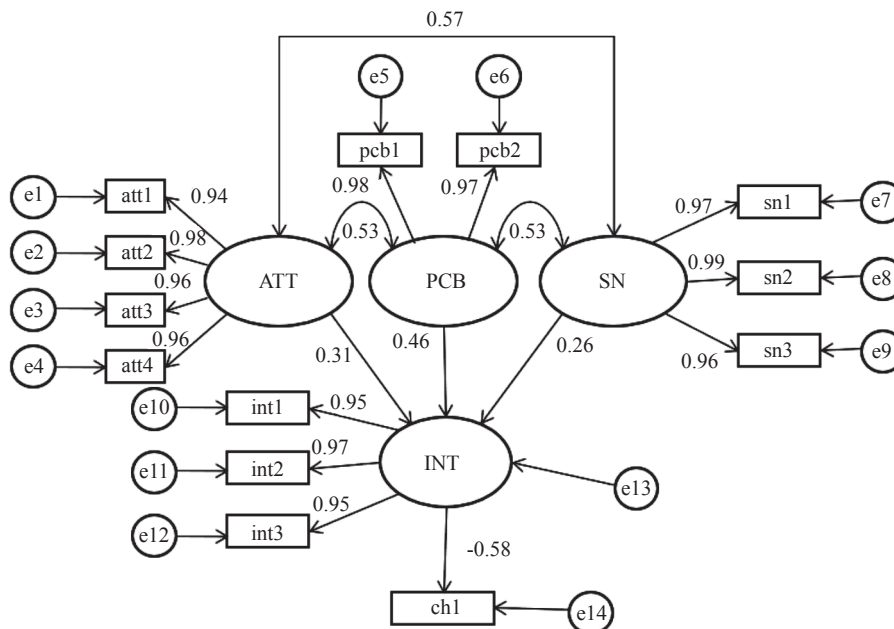 0.57
e5
e6
pcb1
pcb2
e1
att1
0.94
0.98
0.97
e7
sn1
0.97
e2
att2
0.98
0.53
0.53
ATT
PCB
SN
0.99
sn2
e8
e3
att3
0.96
e4
att4
0.96
0.31
0.46
0.26
0.96
sn3
e9
e10
int1
0.95
e11
int2
0.97
INT
e13
e12
int3
0.95
-0.58
ch1
e14